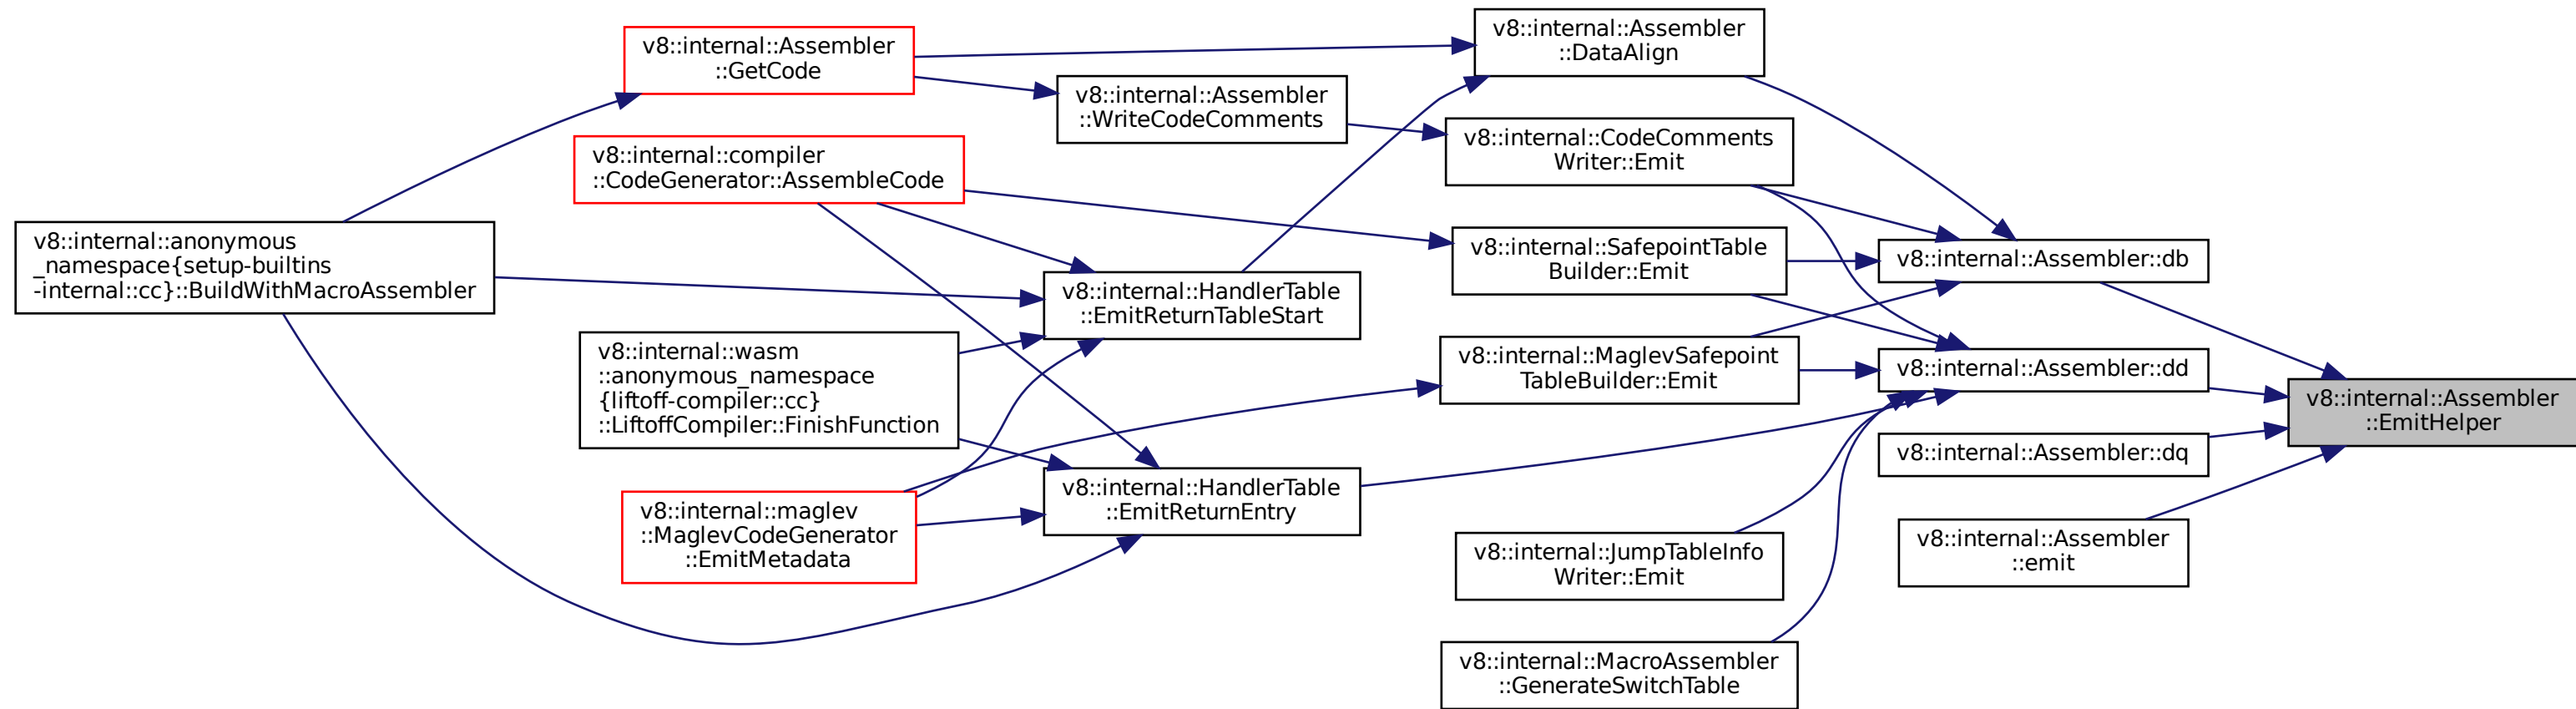 v8::internal::anonymous
_namespace{setup-builtins
-internal::cc}::BuildWithMacroAssembler
v8::internal::Assembler
::GetCode
v8::internal::compiler
::CodeGenerator::AssembleCode
v8::internal::wasm
::anonymous_namespace
{liftoff-compiler::cc}
::LiftoffCompiler::FinishFunction
v8::internal::maglev
::MaglevCodeGenerator
::EmitMetadata
v8::internal::Assembler
::WriteCodeComments
v8::internal::HandlerTable
::EmitReturnTableStart
v8::internal::HandlerTable
::EmitReturnEntry
v8::internal::Assembler
::DataAlign
v8::internal::CodeComments
Writer::Emit
v8::internal::SafepointTable
Builder::Emit
v8::internal::MaglevSafepoint
TableBuilder::Emit
v8::internal::JumpTableInfo
Writer::Emit
v8::internal::MacroAssembler
::GenerateSwitchTable
v8::internal::Assembler::db
v8::internal::Assembler::dd
v8::internal::Assembler::dq
v8::internal::Assembler
::emit
v8::internal::Assembler
::EmitHelper